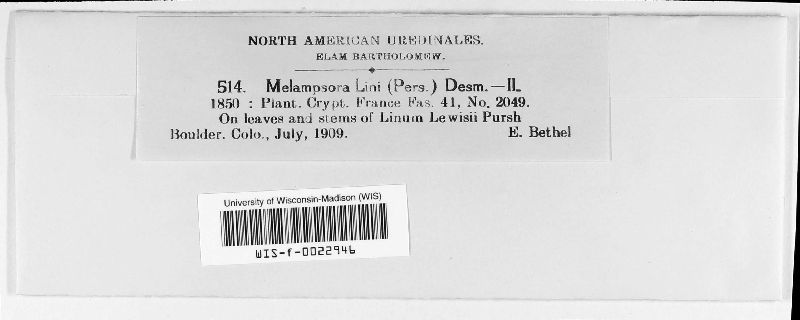 NORTH AMERICAN UREDINALES.
ELAM BARTHOLOMEW.
514. Melampsora Lini (Pers.) Desm.—II.
1850 : Plant. Crypt. France Fas. 41, No. 2049.
On leaves and stems of Linum Lewisii Pursh
Boulder, Colo., July, 1909. E. Bethel
University of Wisconsin-Madison (WIS)
WIS-f-0022946